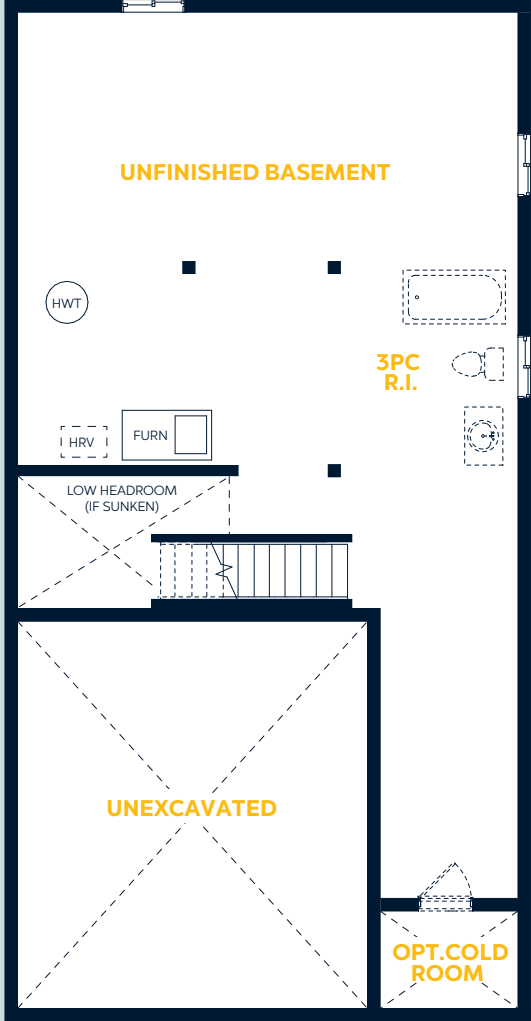 UNFINISHED BASEMENT
HWT
3PC
R.I.
HRV
FURN
LOW HEADROOM
(IF SUNKEN)
UNEXCAVATED
OPT.COLD
ROOM